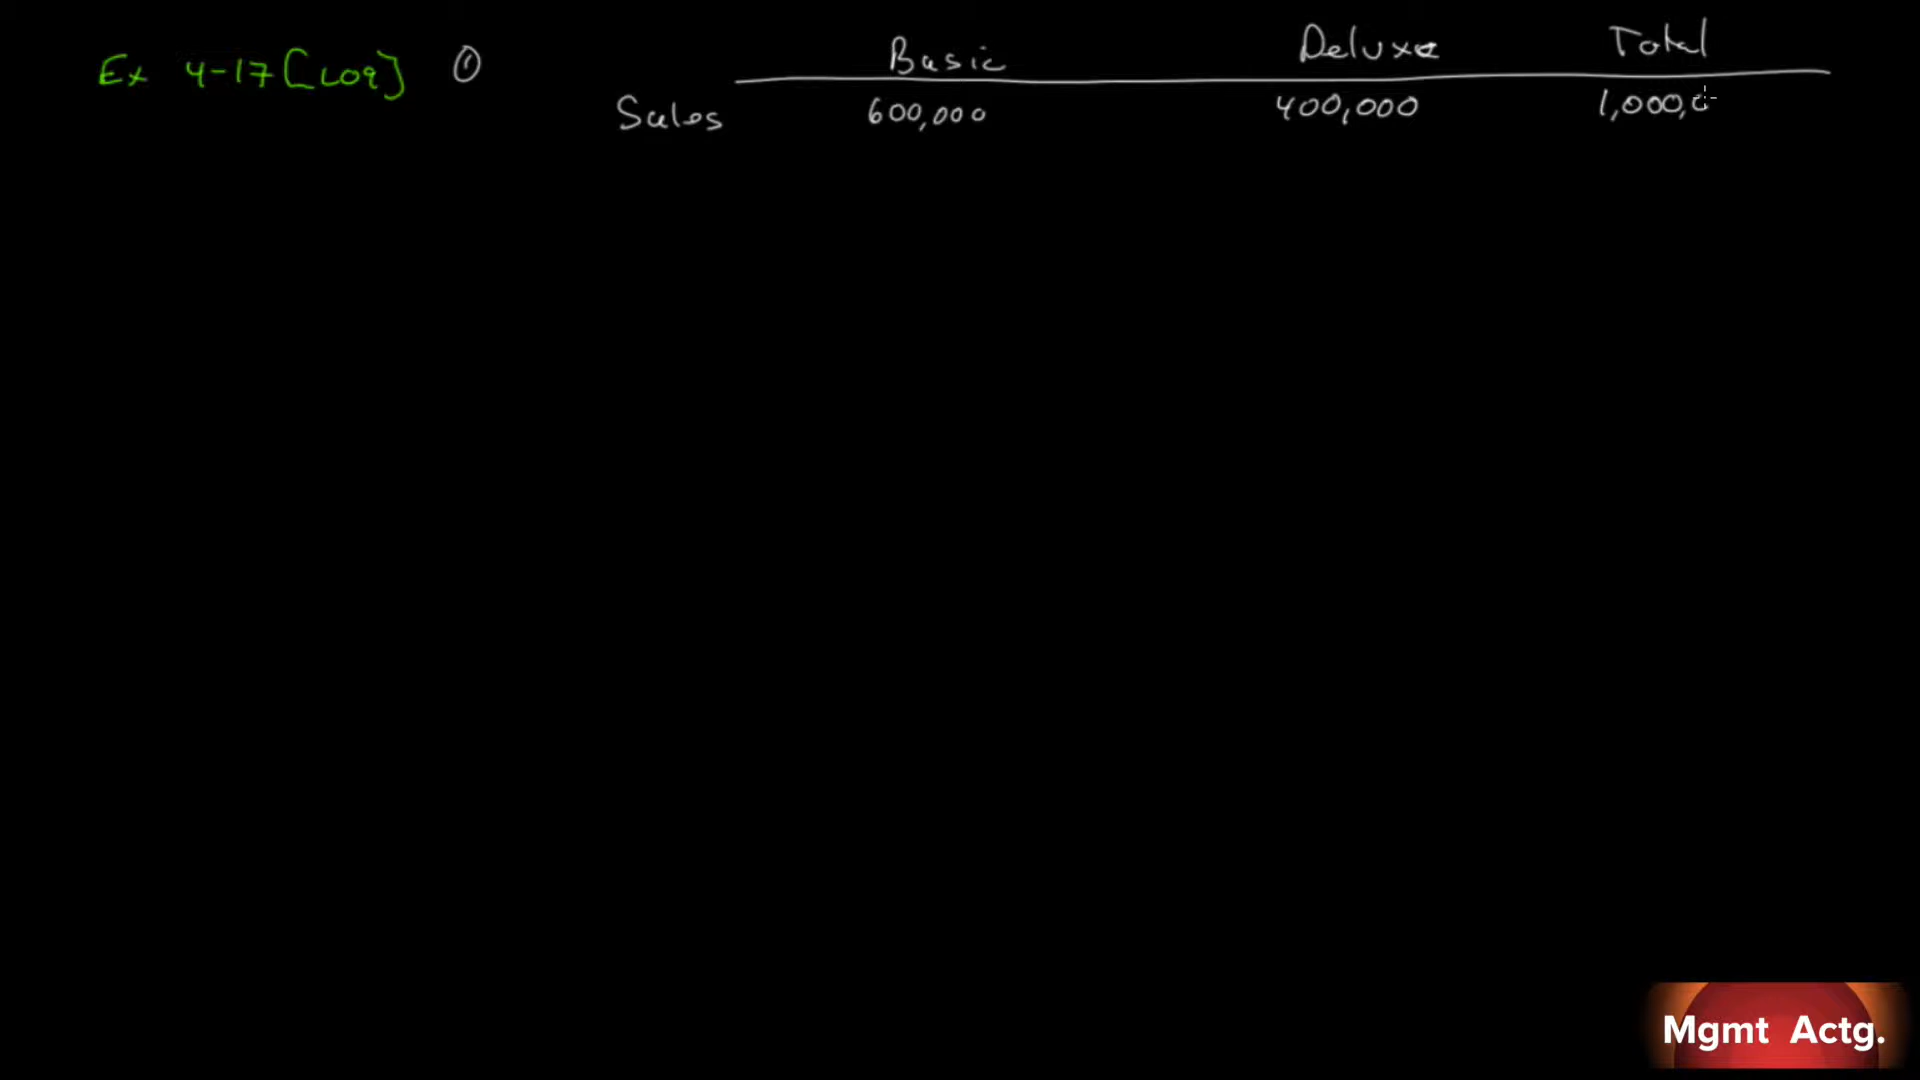 Ex 4-17 [LO9] ① Basic Deluxe Total
Sales 600,000 400,000 1,000,0
Mgmt Actg.